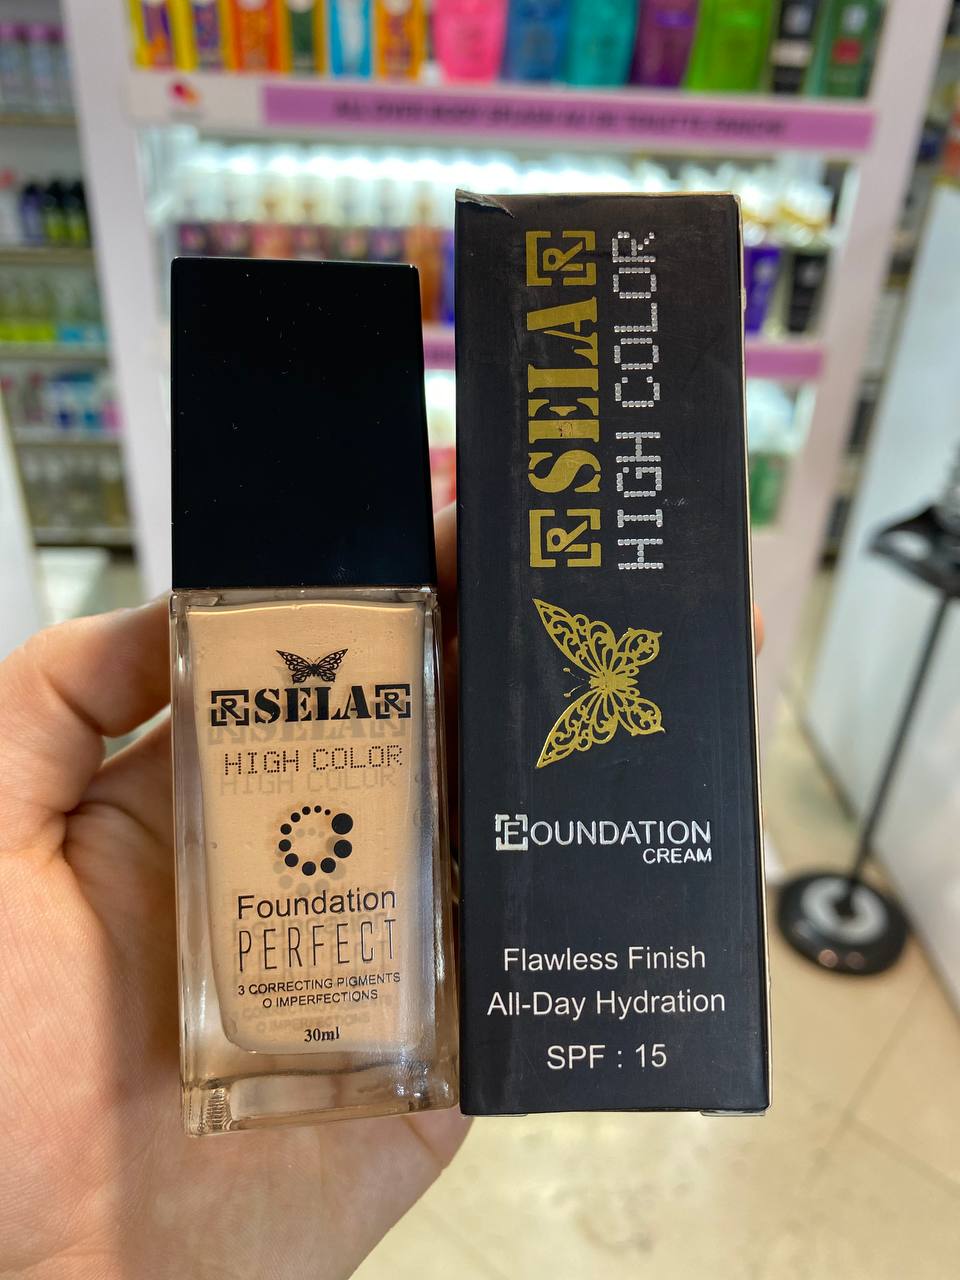 R SELA R
HIGH COLOR
Foundation
PERFECT
3 CORRECTING PIGMENTS
O IMPERFECTIONS
30ml
R SELA R
HIGH COLOR
FOUNDATION
CREAM
Flawless Finish
All-Day Hydration
SPF : 15